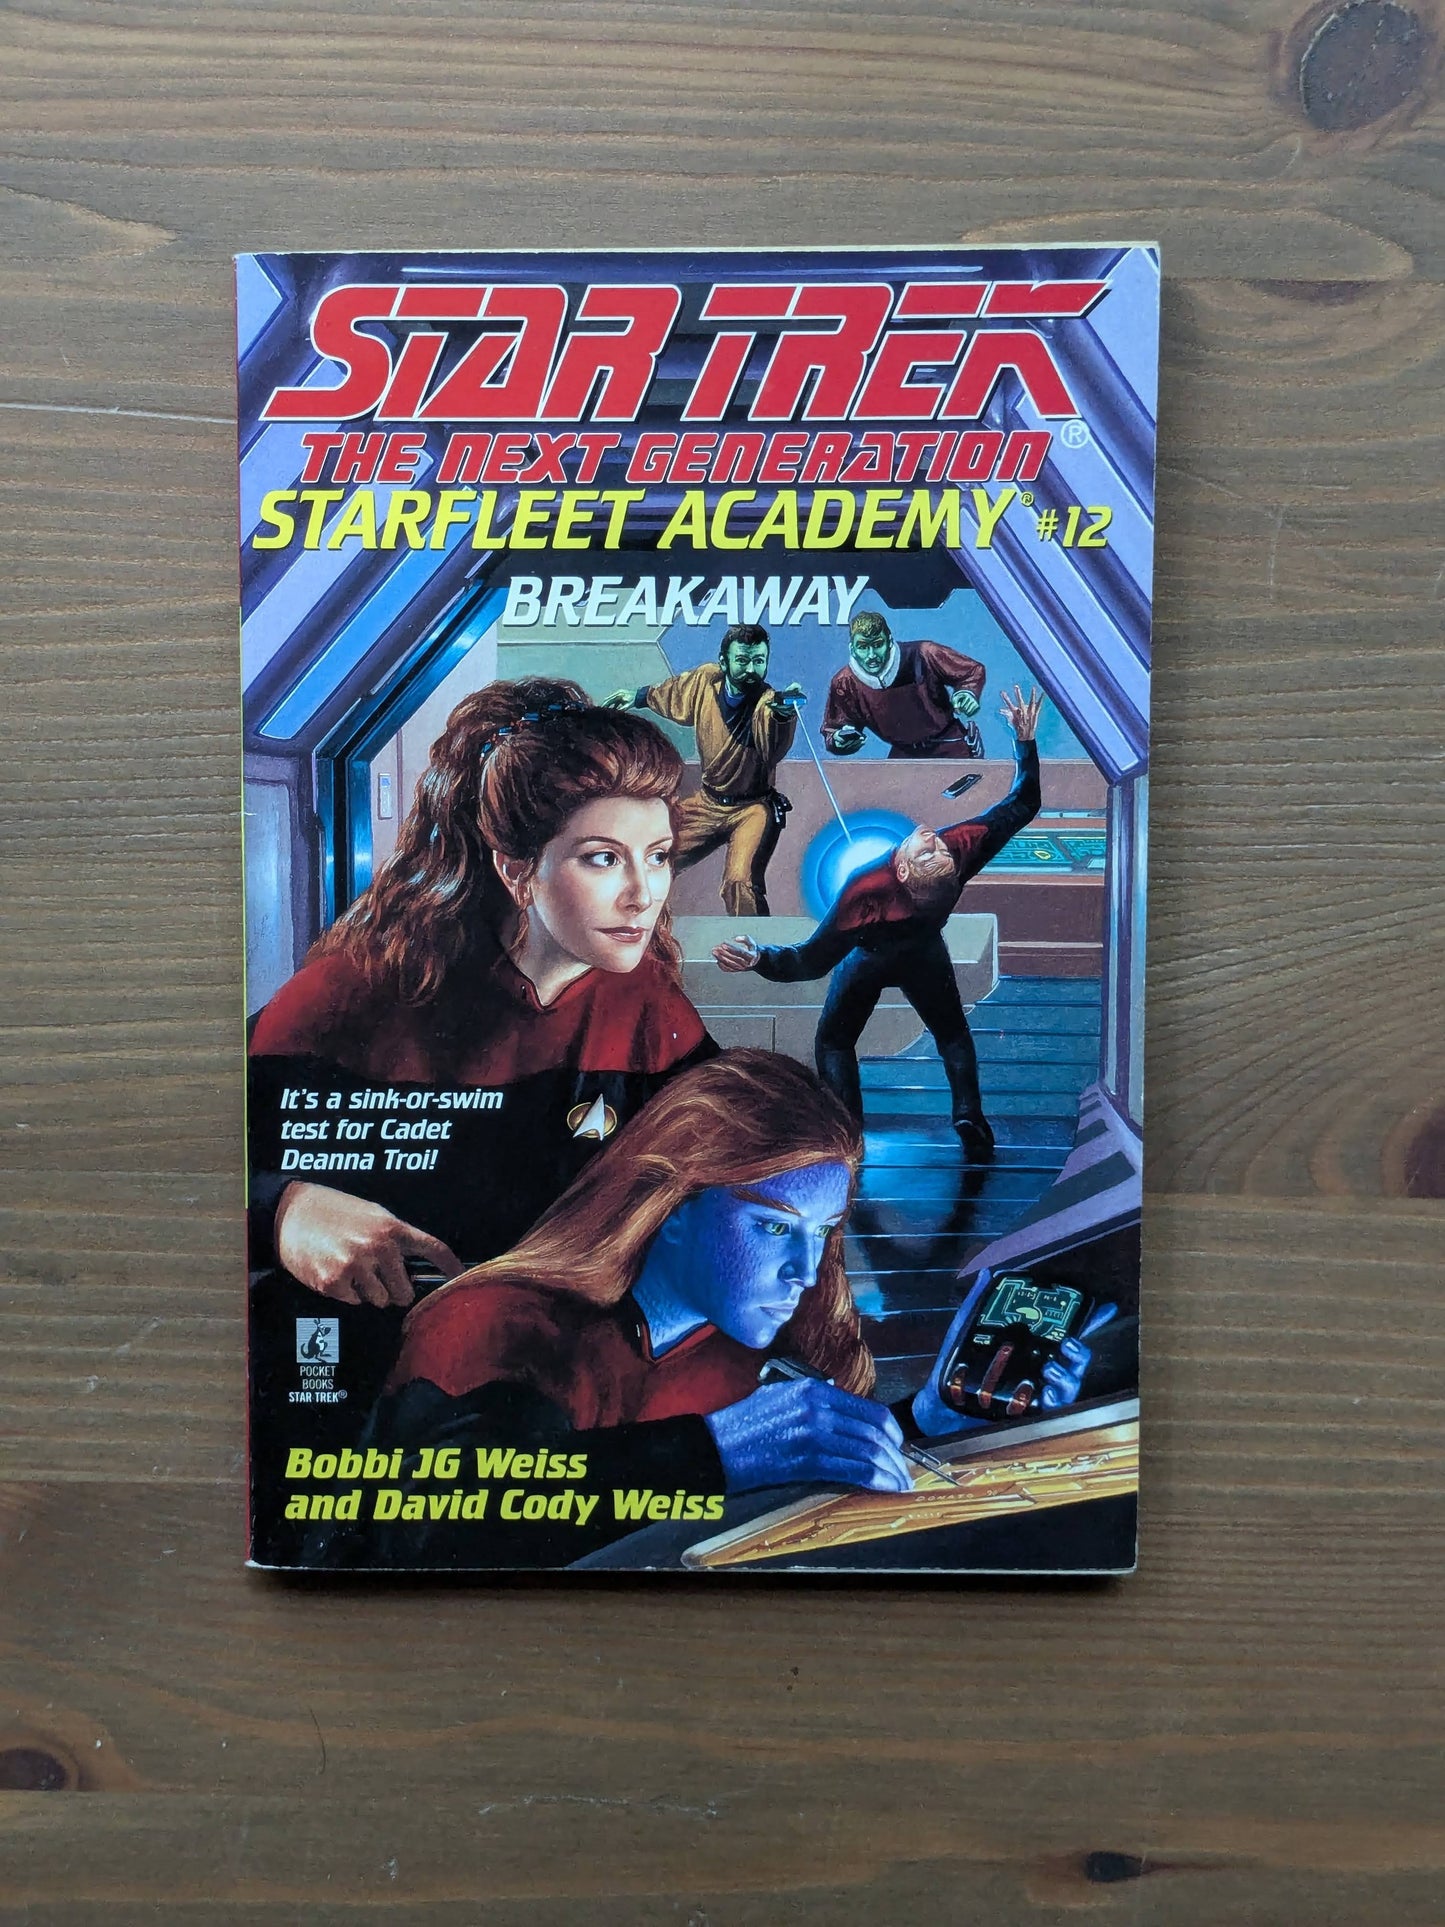 STAR TREK
THE NEXT GENERATION®
STARFLEET ACADEMY® #12
BREAKAWAY
It's a sink-or-swim
test for Cadet
Deanna Troi!
POCKET
BOOKS
STAR TREK®
Bobbi JG Weiss
and David Cody Weiss
DONATO